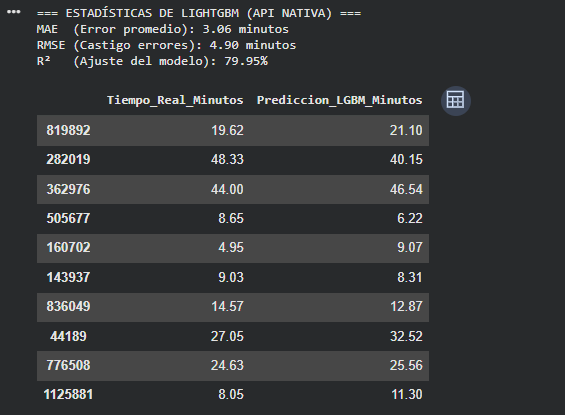 === ESTADÍSTICAS DE LIGHTGBM (API NATIVA) ===
MAE  (Error promedio): 3.06 minutos
RMSE (Castigo errores): 4.90 minutos
R²   (Ajuste del modelo): 79.95%
Tiempo_Real_Minutos Prediccion_LGBM_Minutos
819892 19.62 21.10
282019 48.33 40.15
362976 44.00 46.54
505677 8.65 6.22
160702 4.95 9.07
143937 9.03 8.31
836049 14.57 12.87
44189 27.05 32.52
776508 24.63 25.56
1125881 8.05 11.30